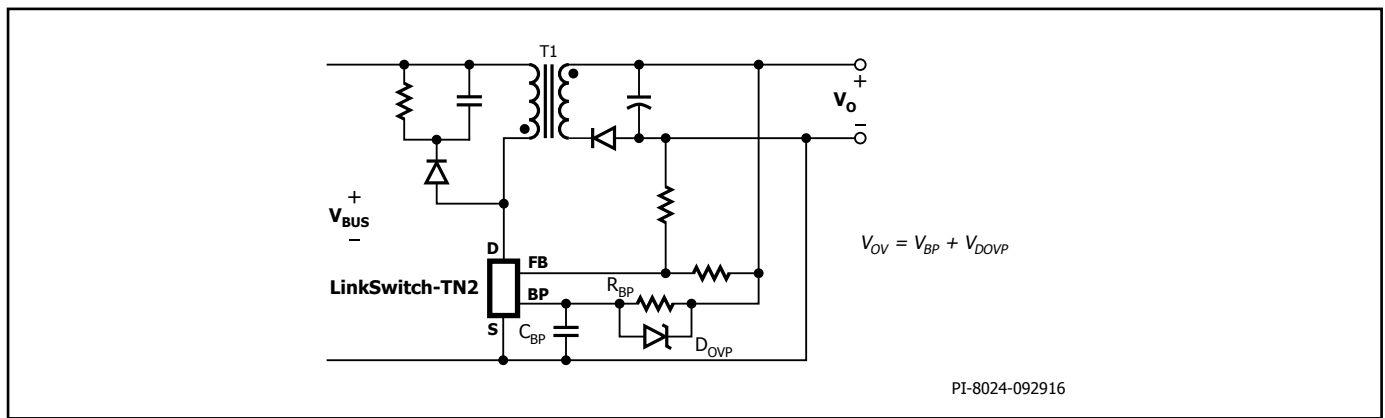 T1
+
V_O
–
+
V_BUS
–
D
FB
LinkSwitch-TN2
BP
R_BP
S
C_BP
D_OVP
V_OV = V_BP + V_DOVP
PI-8024-092916